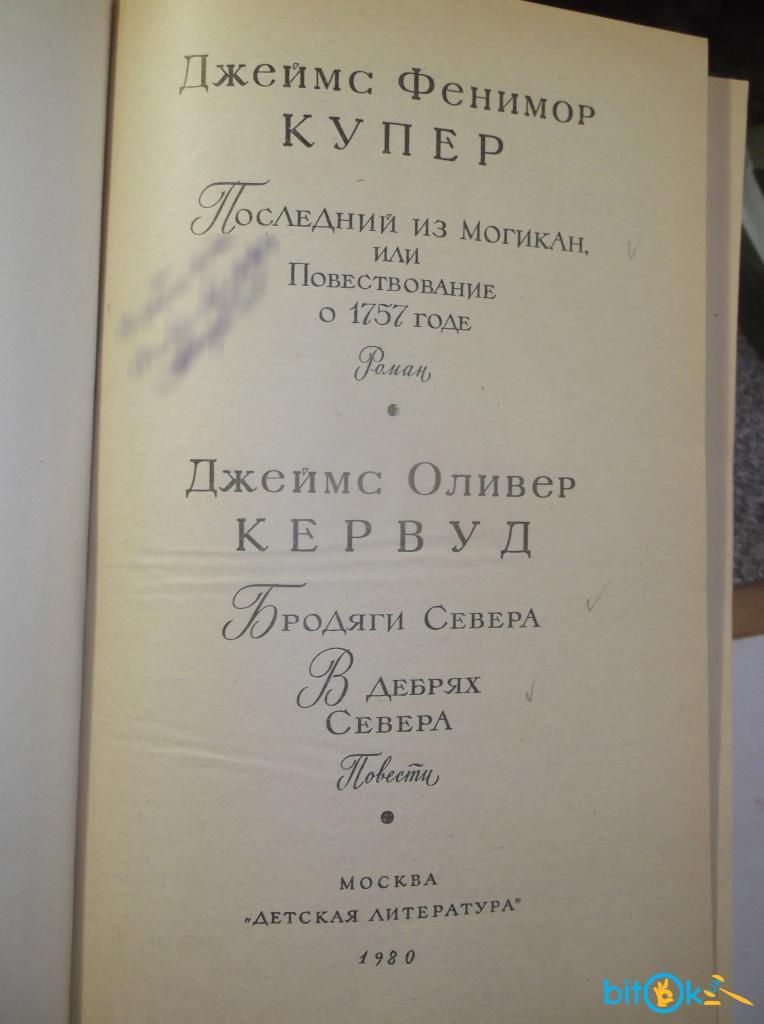 Джеймс Фенимор
КУПЕР
Последний из могикан,
или
Повествование
о 1757 годе
Роман
Джеймс Оливер
КЕРВУД
Бродяги Севера
В дебрях
Севера
Повести
МОСКВА
"ДЕТСКАЯ ЛИТЕРАТУРА"
1980
bitok